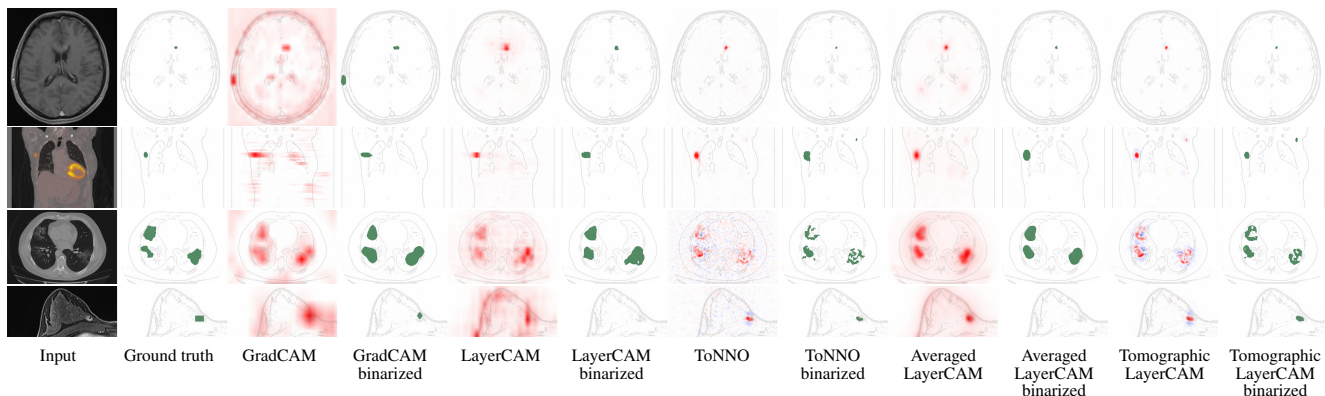 Input Ground truth GradCAM GradCAM LayerCAM LayerCAM ToNNO ToNNO Averaged Averaged Tomographic Tomographic
binarized binarized binarized LayerCAM LayerCAM LayerCAM LayerCAM
binarized binarized